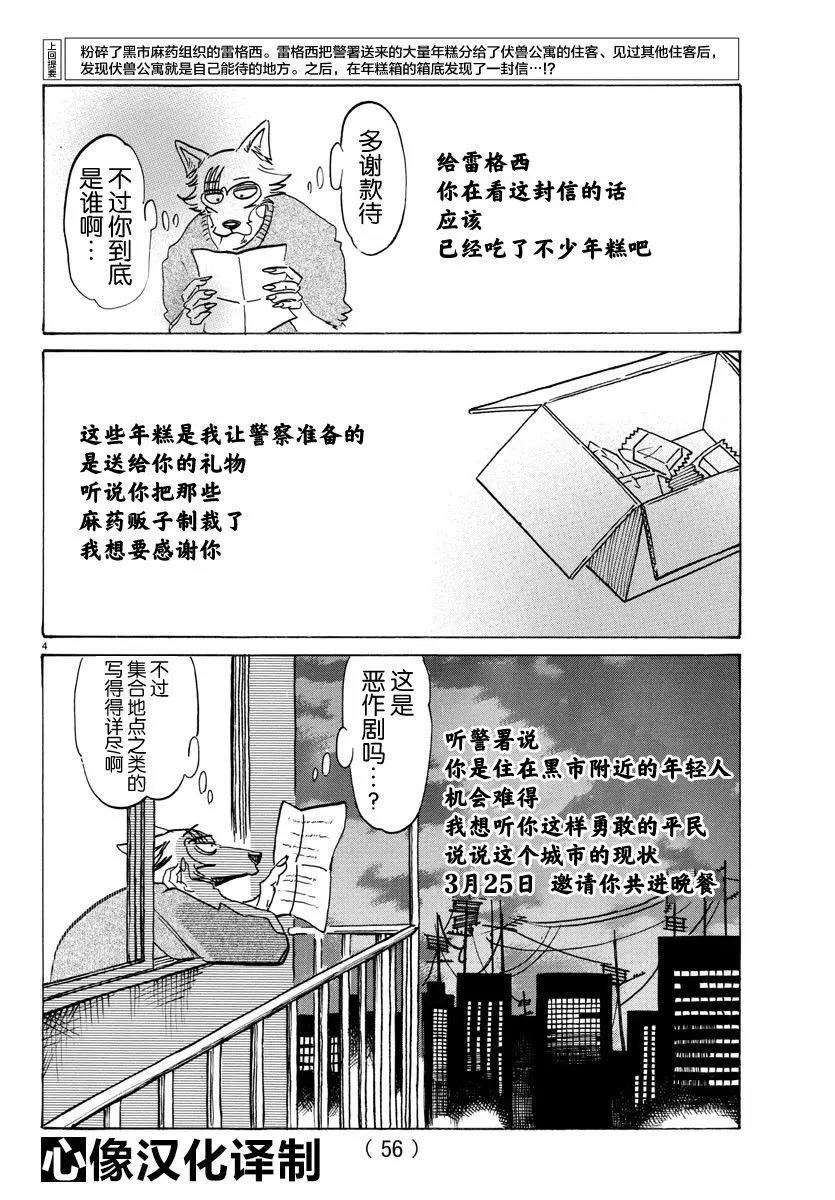 上回提要
粉碎了黑市麻药组织的雷格西。雷格西把警署送来的大量年糕分给了伏兽公寓的住客、见过其他住客后，
发现伏兽公寓就是自己能待的地方。之后，在年糕箱的箱底发现了一封信…!?
给雷格西
你在看这封信的话
应该
已经吃了不少年糕吧
多谢款待
不过你到底
是谁啊…
这些年糕是我让警察准备的
是送给你的礼物
听说你把那些
麻药贩子制裁了
我想要感谢你
4
听警署说
你是住在黑市附近的年轻人
机会难得
我想听你这样勇敢的平民
说说这个城市的现状
3月25日 邀请你共进晚餐
这是
恶作剧吗…?
不过
集合地点之类的
写得得详尽啊
(56)
心像汉化译制